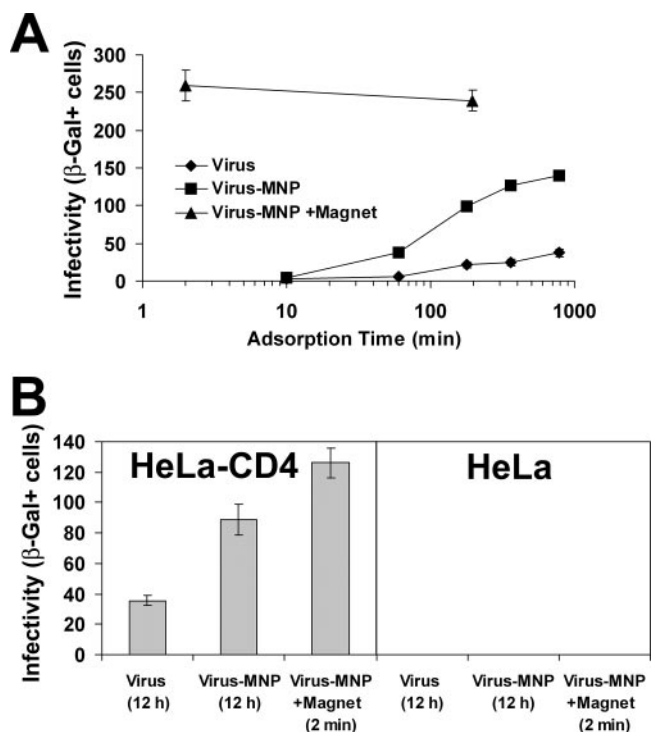 A
Infectivity (β-Gal+ cells)
300
250
200
150
100
50
0
Virus
Virus-MNP
Virus-MNP +Magnet
1
10
100
1000
Adsorption Time (min)
B
Infectivity (β-Gal+ cells)
140
120
100
80
60
40
20
0
HeLa-CD4
HeLa
Virus
(12 h)
Virus-MNP
(12 h)
Virus-MNP
+Magnet
(2 min)
Virus
(12 h)
Virus-MNP
(12 h)
Virus-MNP
+Magnet
(2 min)